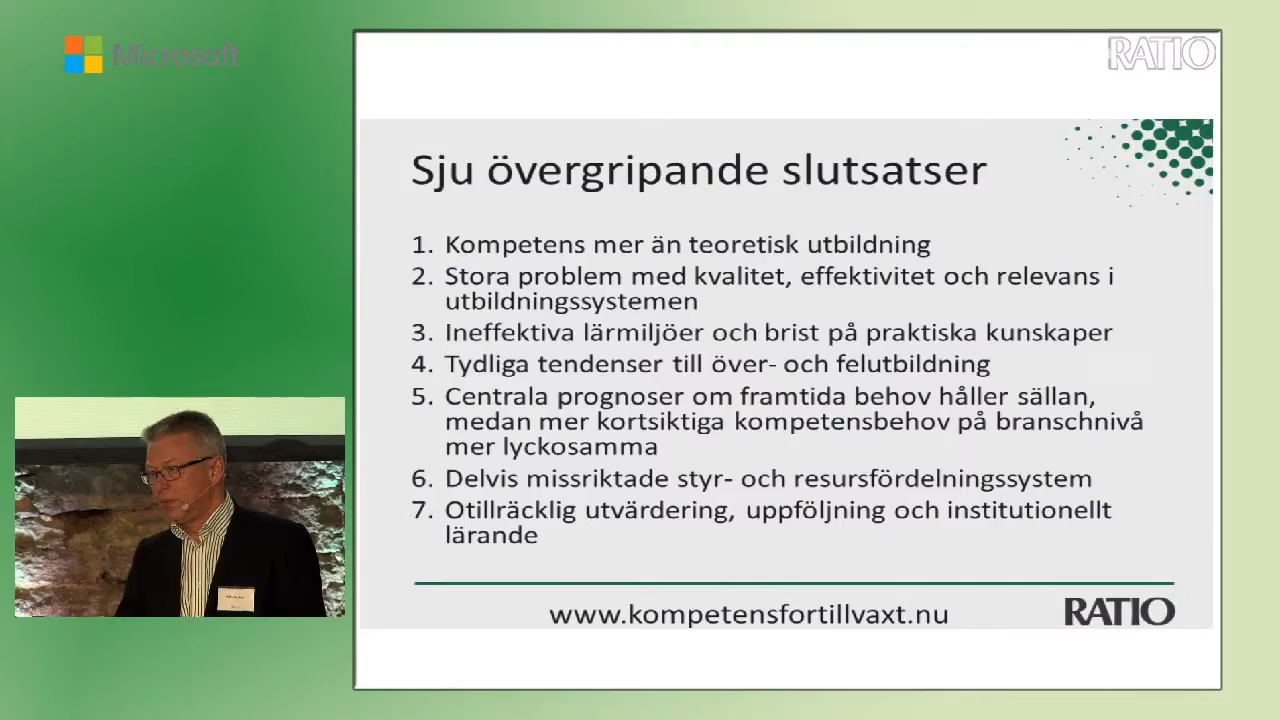 Microsoft
RATIO
Sju övergripande slutsatser
1. Kompetens mer än teoretisk utbildning
2. Stora problem med kvalitet, effektivitet och relevans i
utbildningssystemen
3. Ineffektiva lärmiljöer och brist på praktiska kunskaper
4. Tydliga tendenser till över- och felutbildning
5. Centrala prognoser om framtida behov håller sällan,
medan mer kortsiktiga kompetensbehov på branschnivå
mer lyckosamma
6. Delvis missriktade styr- och resursfördelningssystem
7. Otillräcklig utvärdering, uppföljning och institutionellt
lärande
www.kompetensfortillvaxt.nu
RATIO